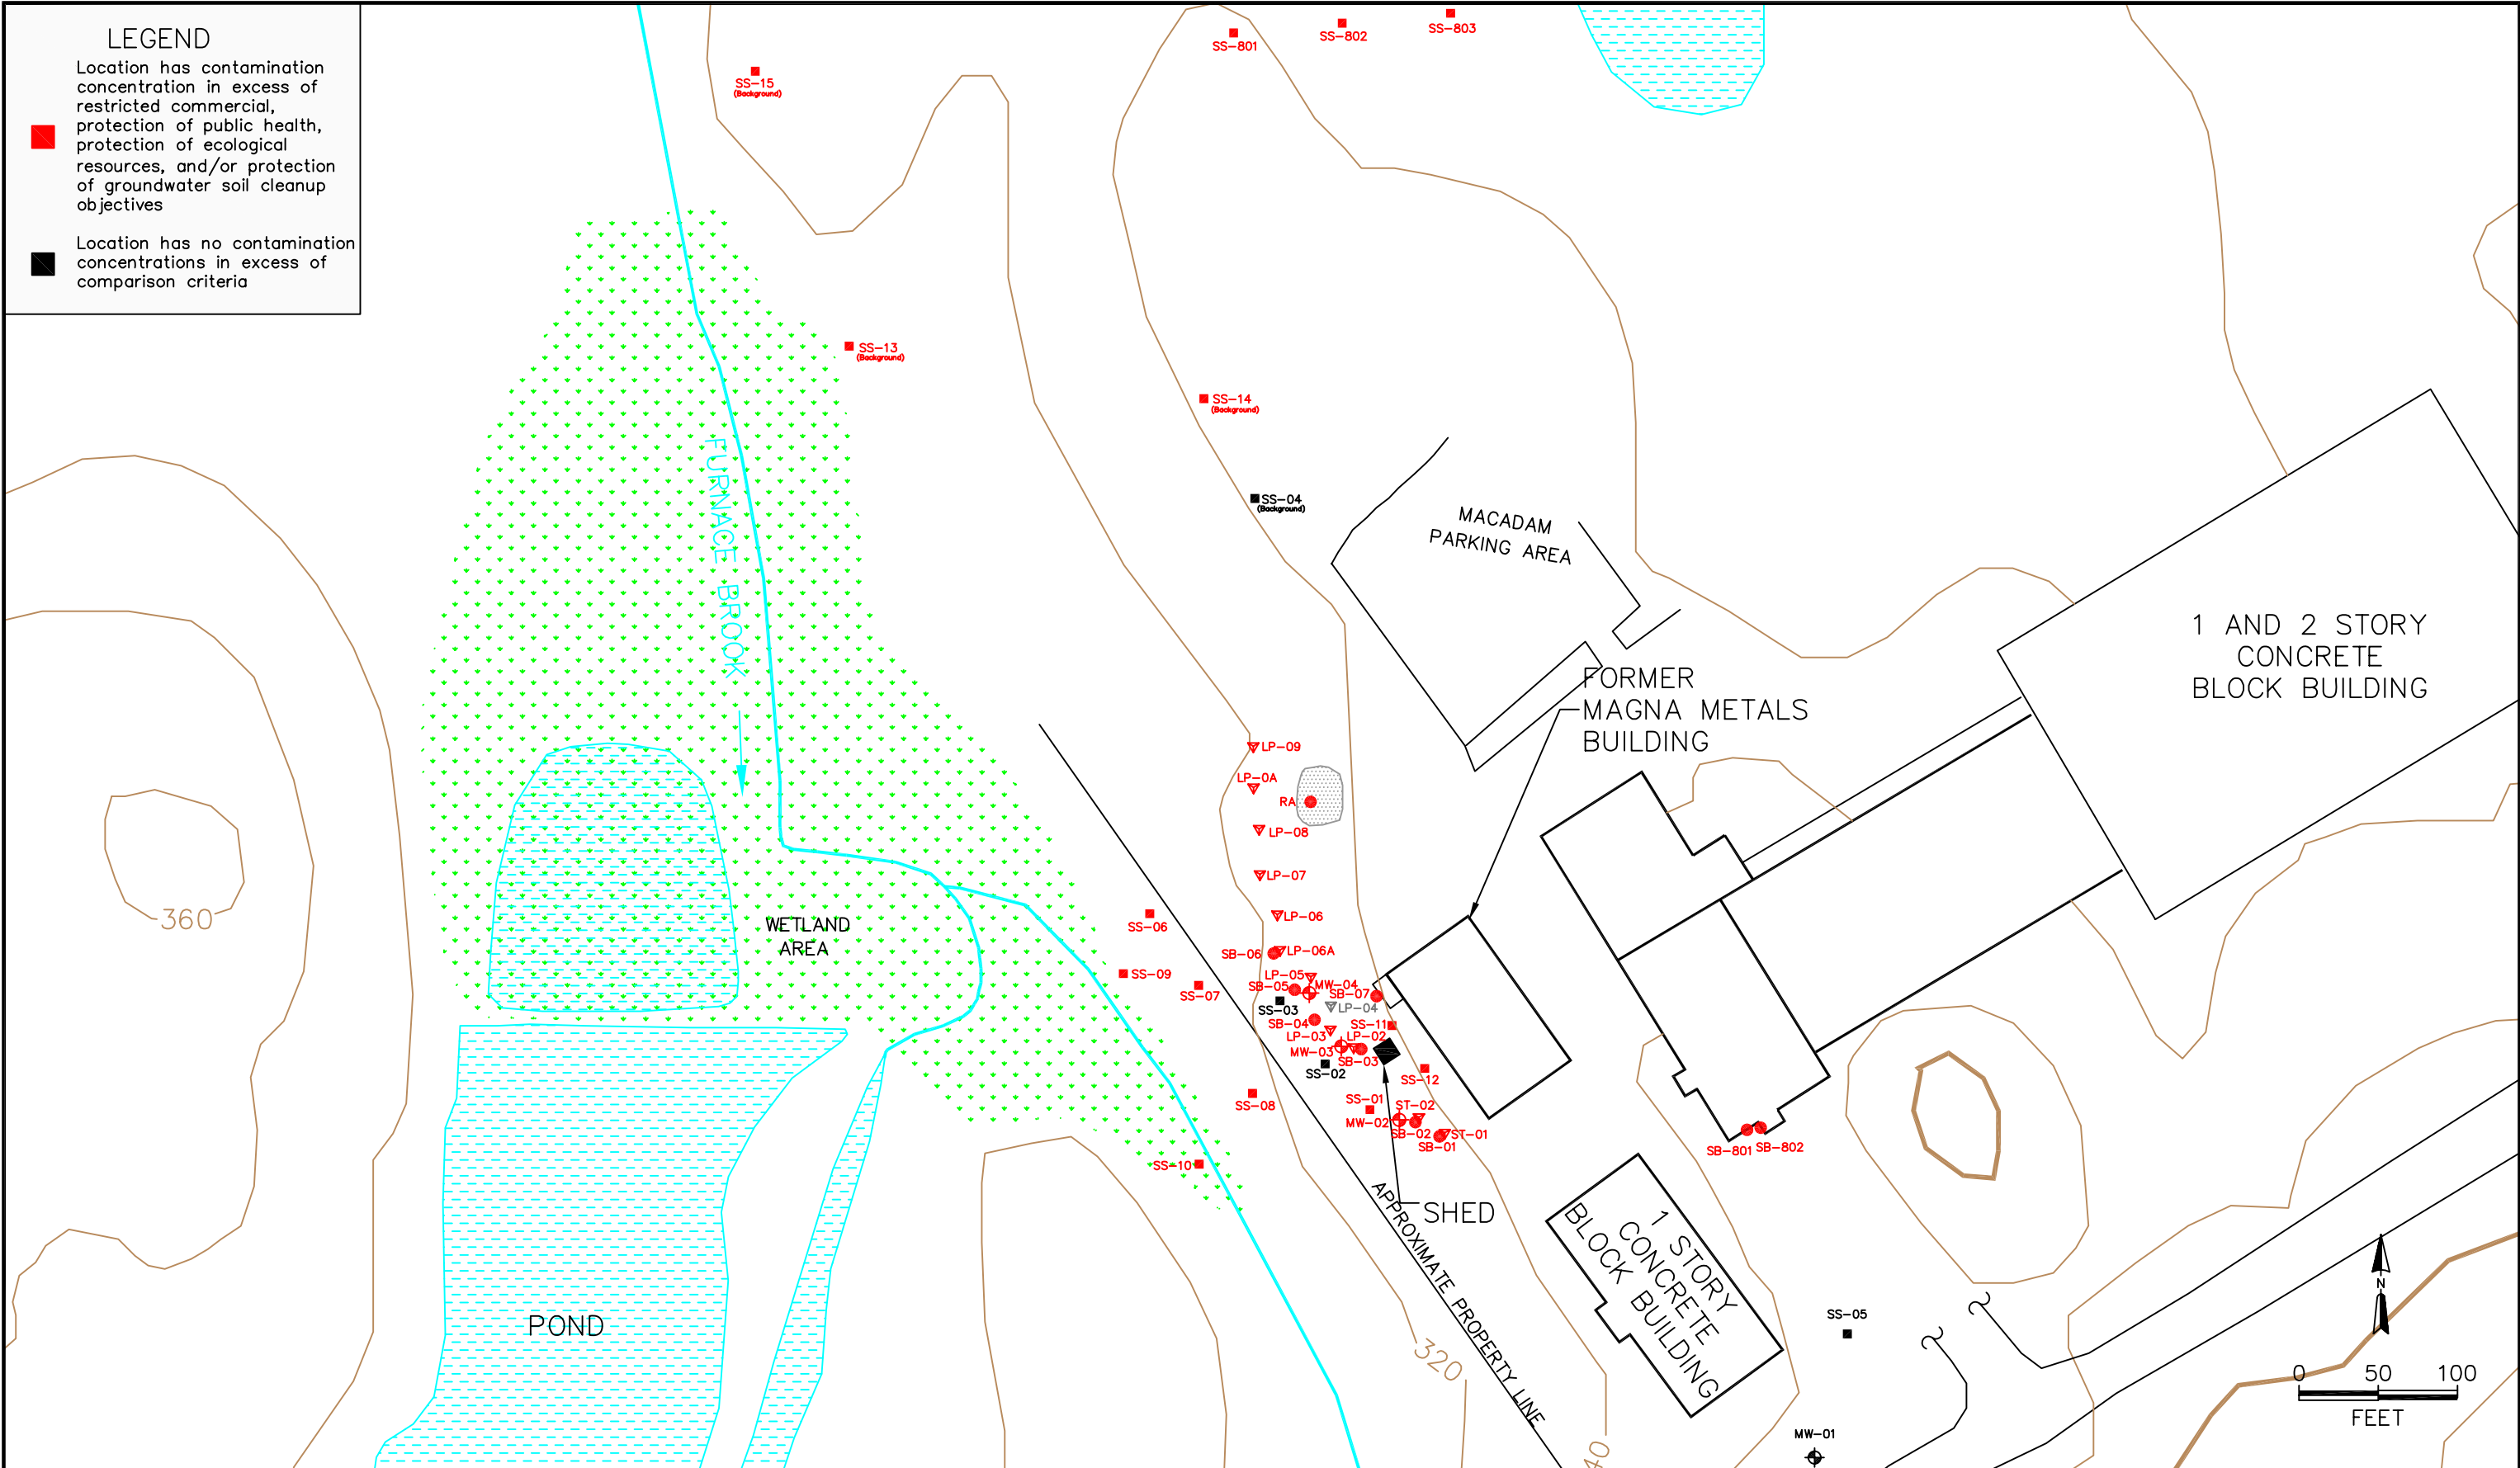 LEGEND
Location has contamination
concentration in excess of
restricted commercial,
protection of public health,
protection of ecological
resources, and/or protection
of groundwater soil cleanup
objectives
Location has no contamination
concentrations in excess of
comparison criteria
SS-15
(Background)
SS-801
SS-802
SS-803
SS-13
(Background)
SS-14
(Background)
SS-04
(Background)
FURNACE BROOK
MACADAM
PARKING AREA
1 AND 2 STORY
CONCRETE
BLOCK BUILDING
FORMER
MAGNA METALS
BUILDING
LP-09
LP-0A
RA
LP-08
LP-07
LP-06
SB-06
LP-06A
LP-05
SB-05
MW-04
SB-07
SS-03
LP-04
SB-04
SS-11
LP-03
LP-02
MW-03
SB-03
SS-02
SS-12
SS-01
ST-02
MW-02
SB-02
ST-01
SB-01
SS-06
SS-09
SS-07
SS-08
SS-10
WETLAND
AREA
360
SB-801
SB-802
SHED
APPROXIMATE PROPERTY LINE
1 STORY
CONCRETE
BLOCK BUILDING
POND
320
40
SS-05
MW-01
N
0 50 100
FEET